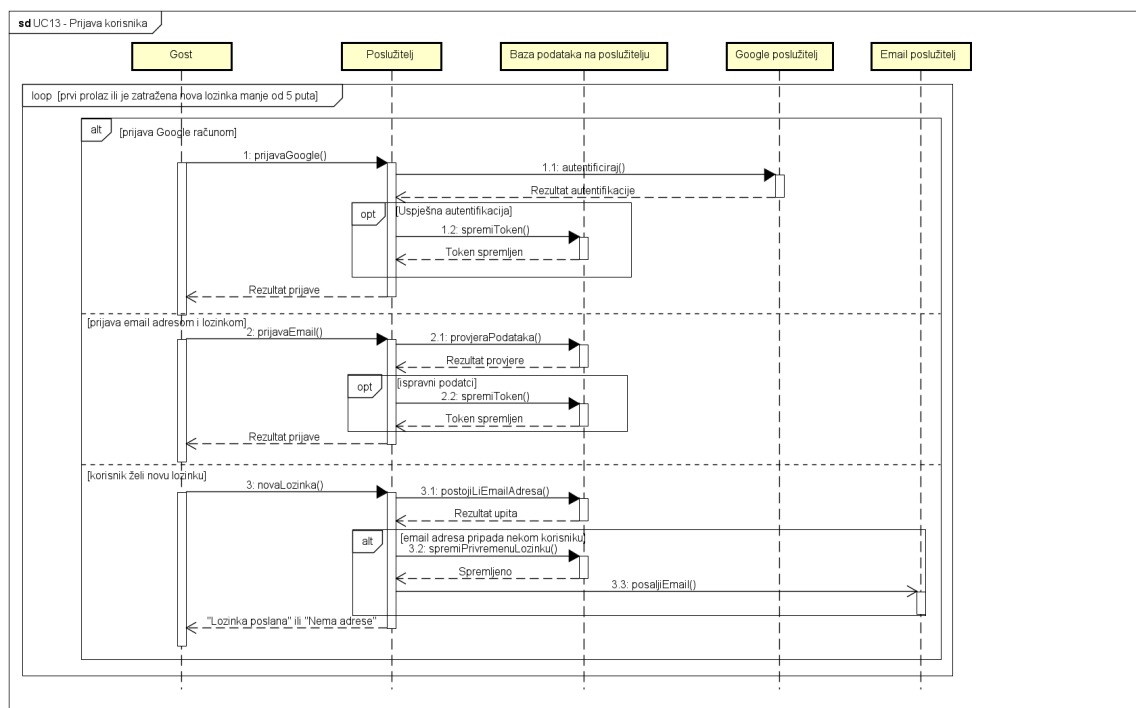 sd UC13 - Prijava korisnika
Gost
Poslužitelj
Baza podataka na poslužitelju
Google poslužitelj
Email poslužitelj
loop [prvi prolaz ili je zatražena nova lozinka manje od 5 puta]
alt [prijava Google računom]
1: prijavaGoogle()
1.1: autentificiraj()
Rezultat autentifikacije
opt [Uspješna autentifikacija]
1.2: spremiToken()
Token spremljen
Rezultat prijave
[prijava email adresom i lozinkom]
2: prijavaEmail()
2.1: provjeraPodataka()
Rezultat provjere
opt [ispravni podatci]
2.2: spremiToken()
Token spremljen
Rezultat prijave
[korisnik želi novu lozinku]
3: novaLozinka()
3.1: postojiLiEmailAdresa()
Rezultat upita
alt [email adresa pripada nekom korisniku]
3.2: spremiPrivremenuLozinku()
Spremljeno
3.3: posaljiEmail()
"Lozinka poslana" ili "Nema adrese"